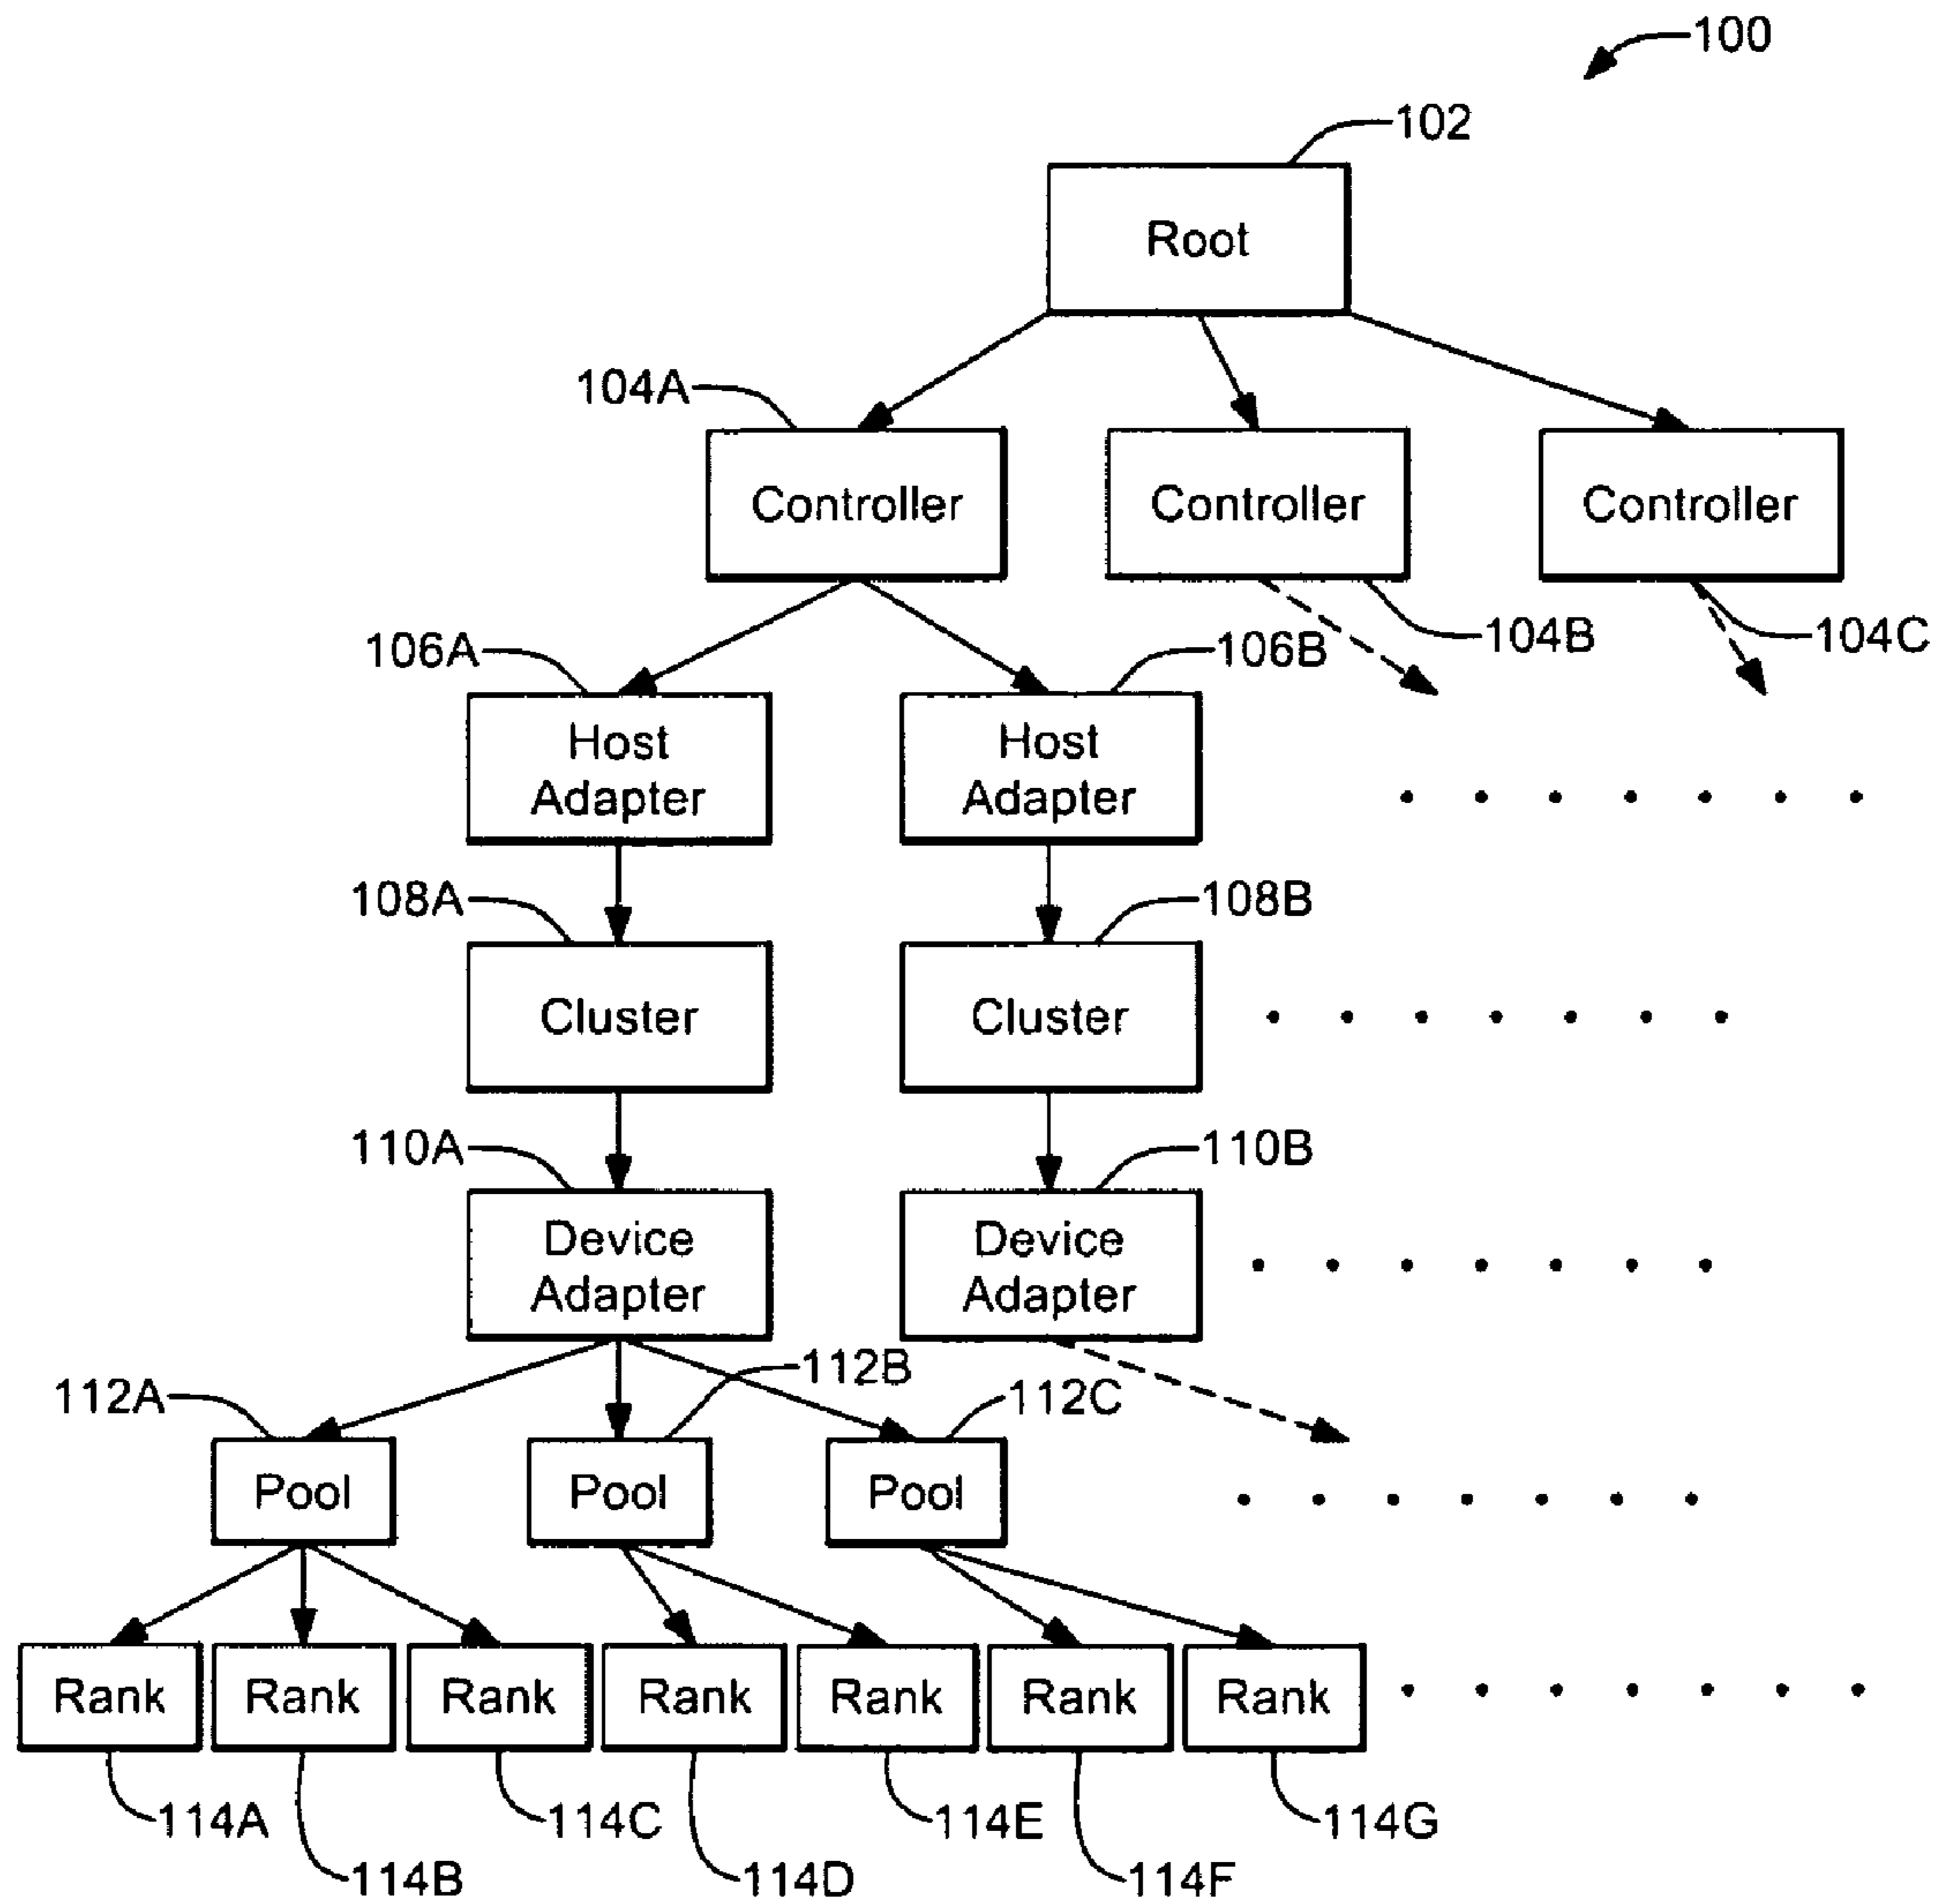 100
102
Root
104A
Controller
Controller
Controller
104B
104C
106A
106B
Host
Adapter
Host
Adapter
108A
108B
Cluster
Cluster
110A
110B
Device
Adapter
Device
Adapter
112A
112B
112C
Pool
Pool
Pool
Rank
Rank
Rank
Rank
Rank
Rank
Rank
114A
114C
114E
114G
114B
114D
114F